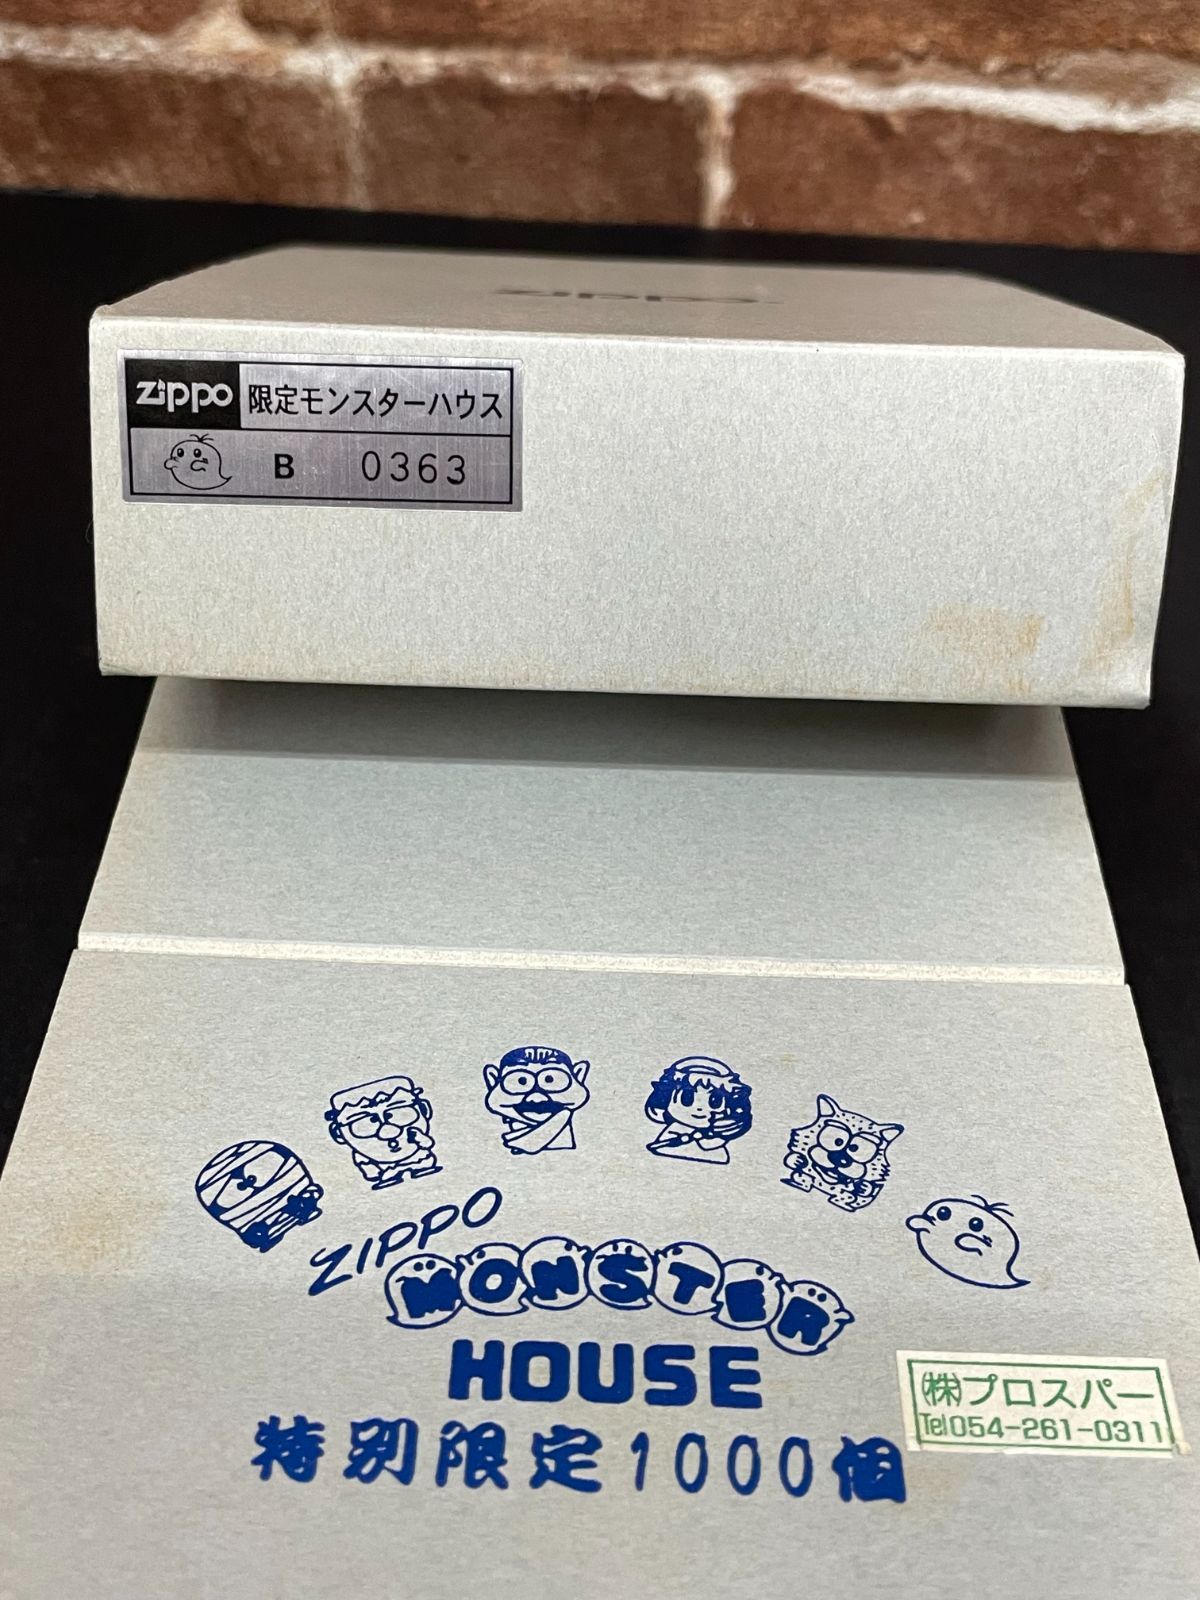 zippo
zippo 限定モンスターハウス
B 0363
ZIPPO
MONSTER
HOUSE
特別限定1000個
㈱プロスパー
Tel054-261-0311